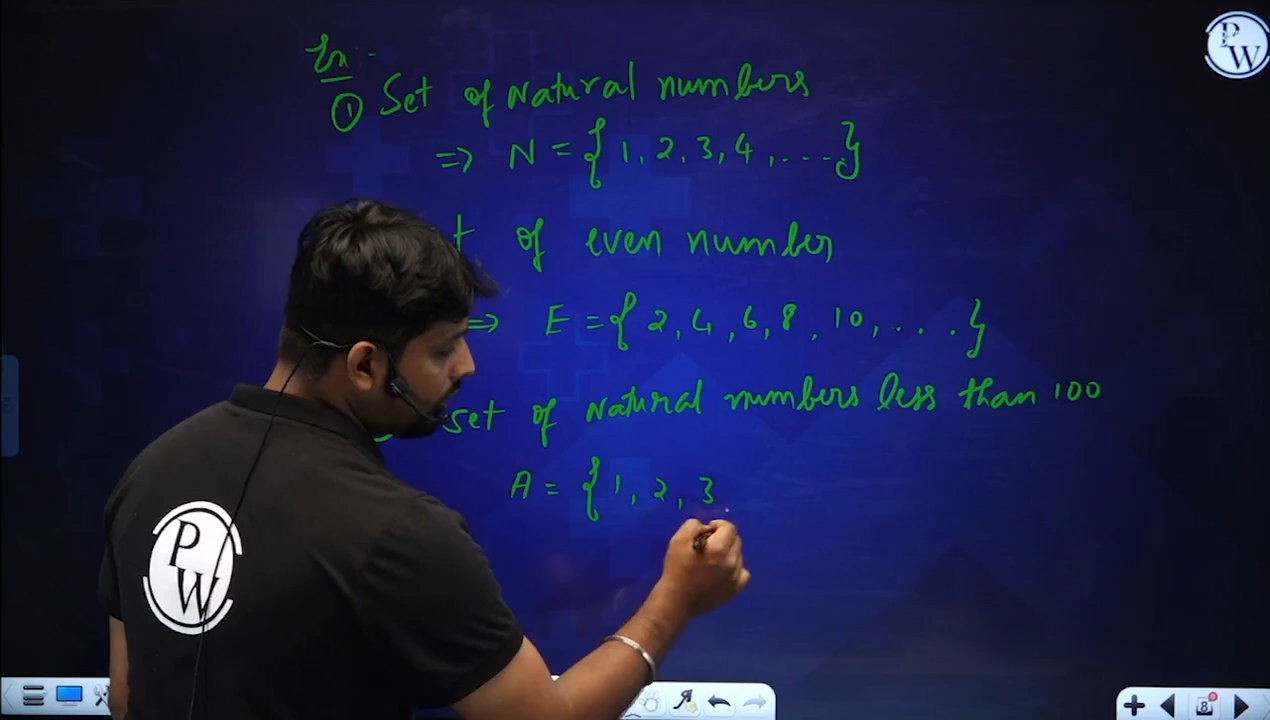 Ex -
① Set of Natural numbers
⇒ N = { 1, 2, 3, 4, .... }
of even number
⇒ E = { 2, 4, 6, 8, 10, .... }
set of Natural numbers less than 100
A = { 1, 2, 3
PW
PW
8